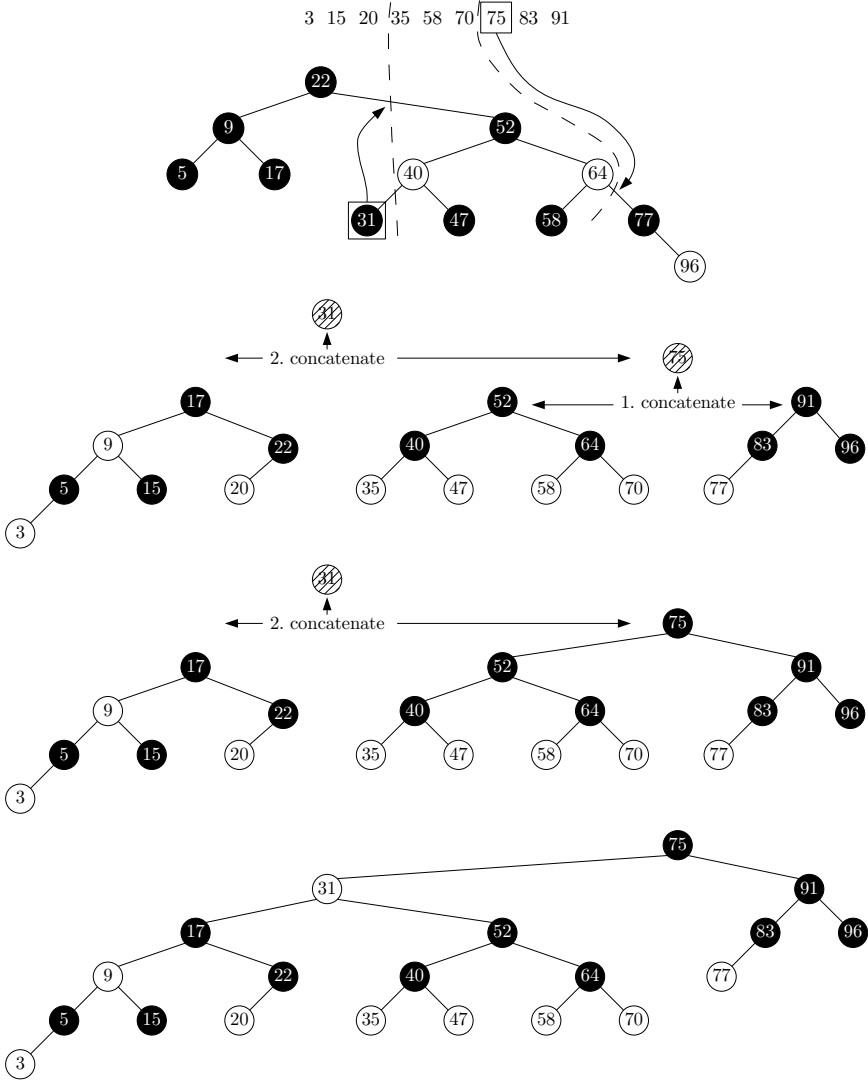 3 15 20 35 58 70 75 83 91
22
9 52
5 17 40 64
31 47 58 77
96
31
2. concatenate 75
17 52 1. concatenate 91
9 22 40 64 83 96
5 15 20 35 47 58 70 77
3
31
2. concatenate 75
17 52 91
9 22 40 64 83 96
5 15 20 35 47 58 70 77
3
75
31 91
17 52 83 96
9 22 40 64 77
5 15 20 35 47 58 70
3